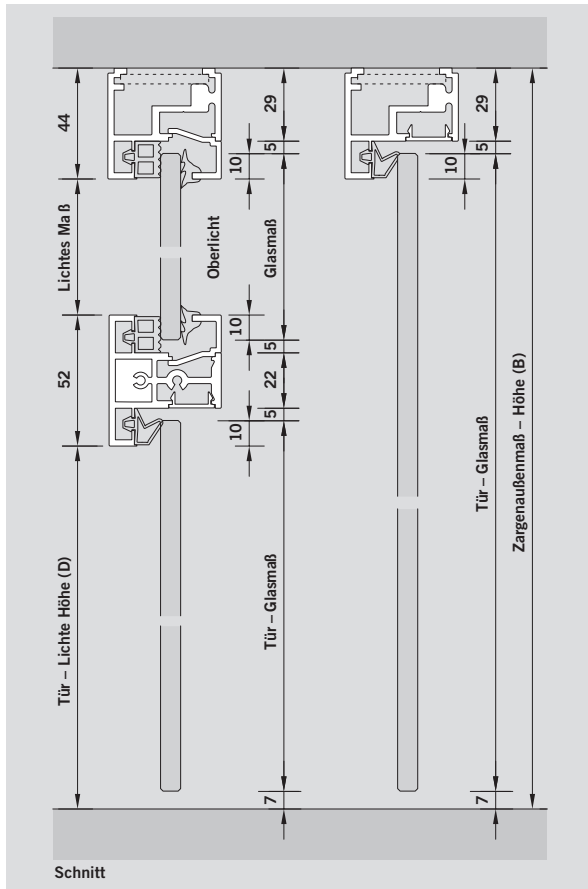 44
Lichtes Maß
52
Tür – Lichte Höhe (D)
10
Oberlicht
10
10
29
5
Glasmaß
5
22
5
Tür – Glasmaß
7
10
29
5
Tür – Glasmaß
7
Zargenaußenmaß – Höhe (B)
Schnitt